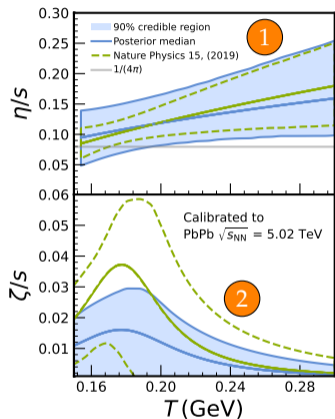 0.25
0.20
0.15
0.10
0.05
η/s
90% credible region
Posterior median
Nature Physics 15, (2019)
1/(4π)
1
0.06
0.05
0.04
0.03
0.02
0.01
ζ/s
Calibrated to
PbPb √sNN = 5.02 TeV
2
0.16 0.20 0.24 0.28
T (GeV)